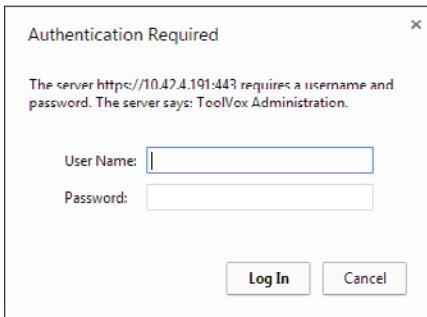 Authentication Required
The server https://10.42.4.191:443 requires a username and
password. The server says: ToolVox Administration.
User Name:
Password:
Log In Cancel